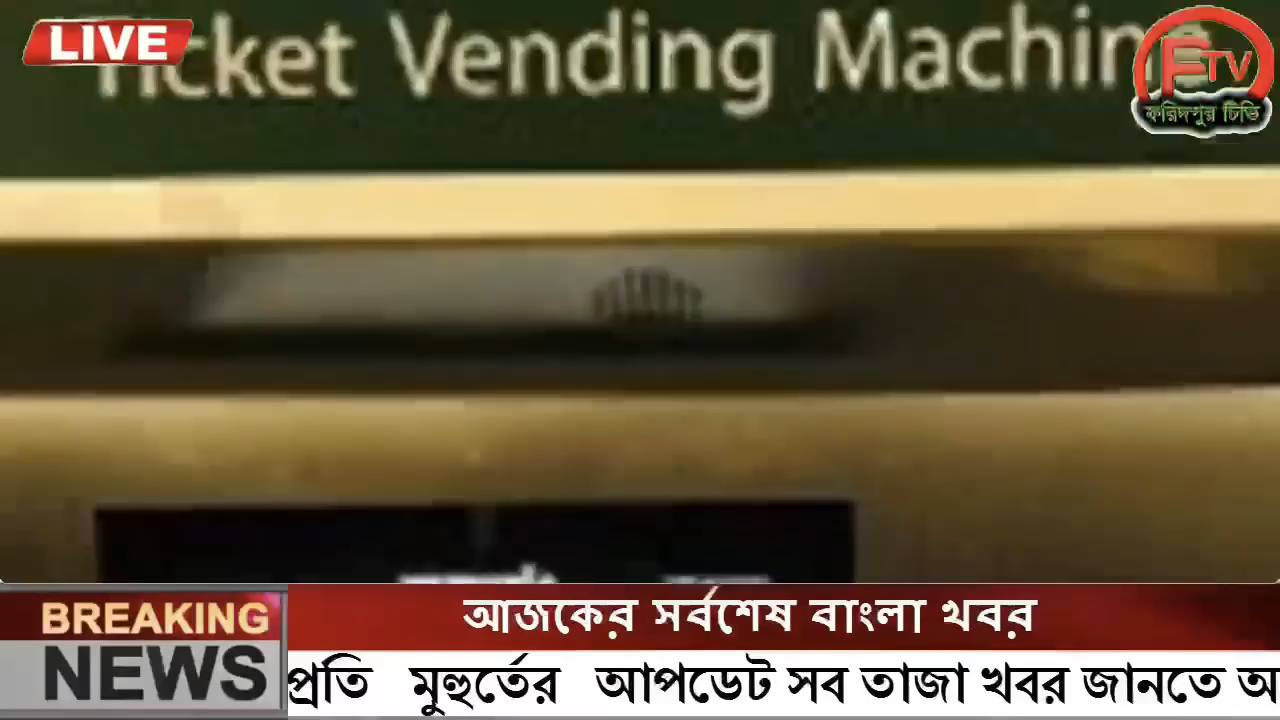 LIVE
Ticket Vending Machine
FTV
ফরিদপুর টিভি
BREAKING
NEWS
আজকের সর্বশেষ বাংলা খবর
প্রতি মুহুর্তের আপডেট সব তাজা খবর জানতে